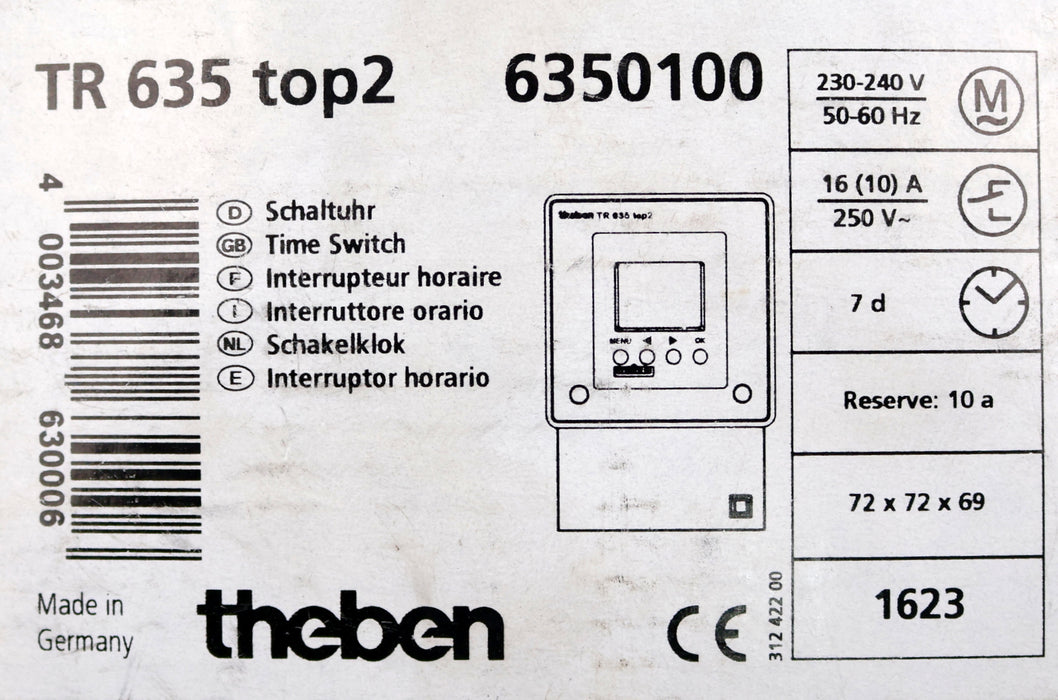 TR 635 top2
6350100
4 003468 630006
D Schaltuhr
GB Time Switch
F Interrupteur horaire
I Interruttore orario
NL Schakelklok
E Interruptor horario
Made in
Germany
theben
theben TR 635 top2
MENU ◀ ▶ OK
CE
312 422 00
230-240 V
50-60 Hz
M
16 (10) A
250 V~
7 d
Reserve: 10 a
72 x 72 x 69
1623